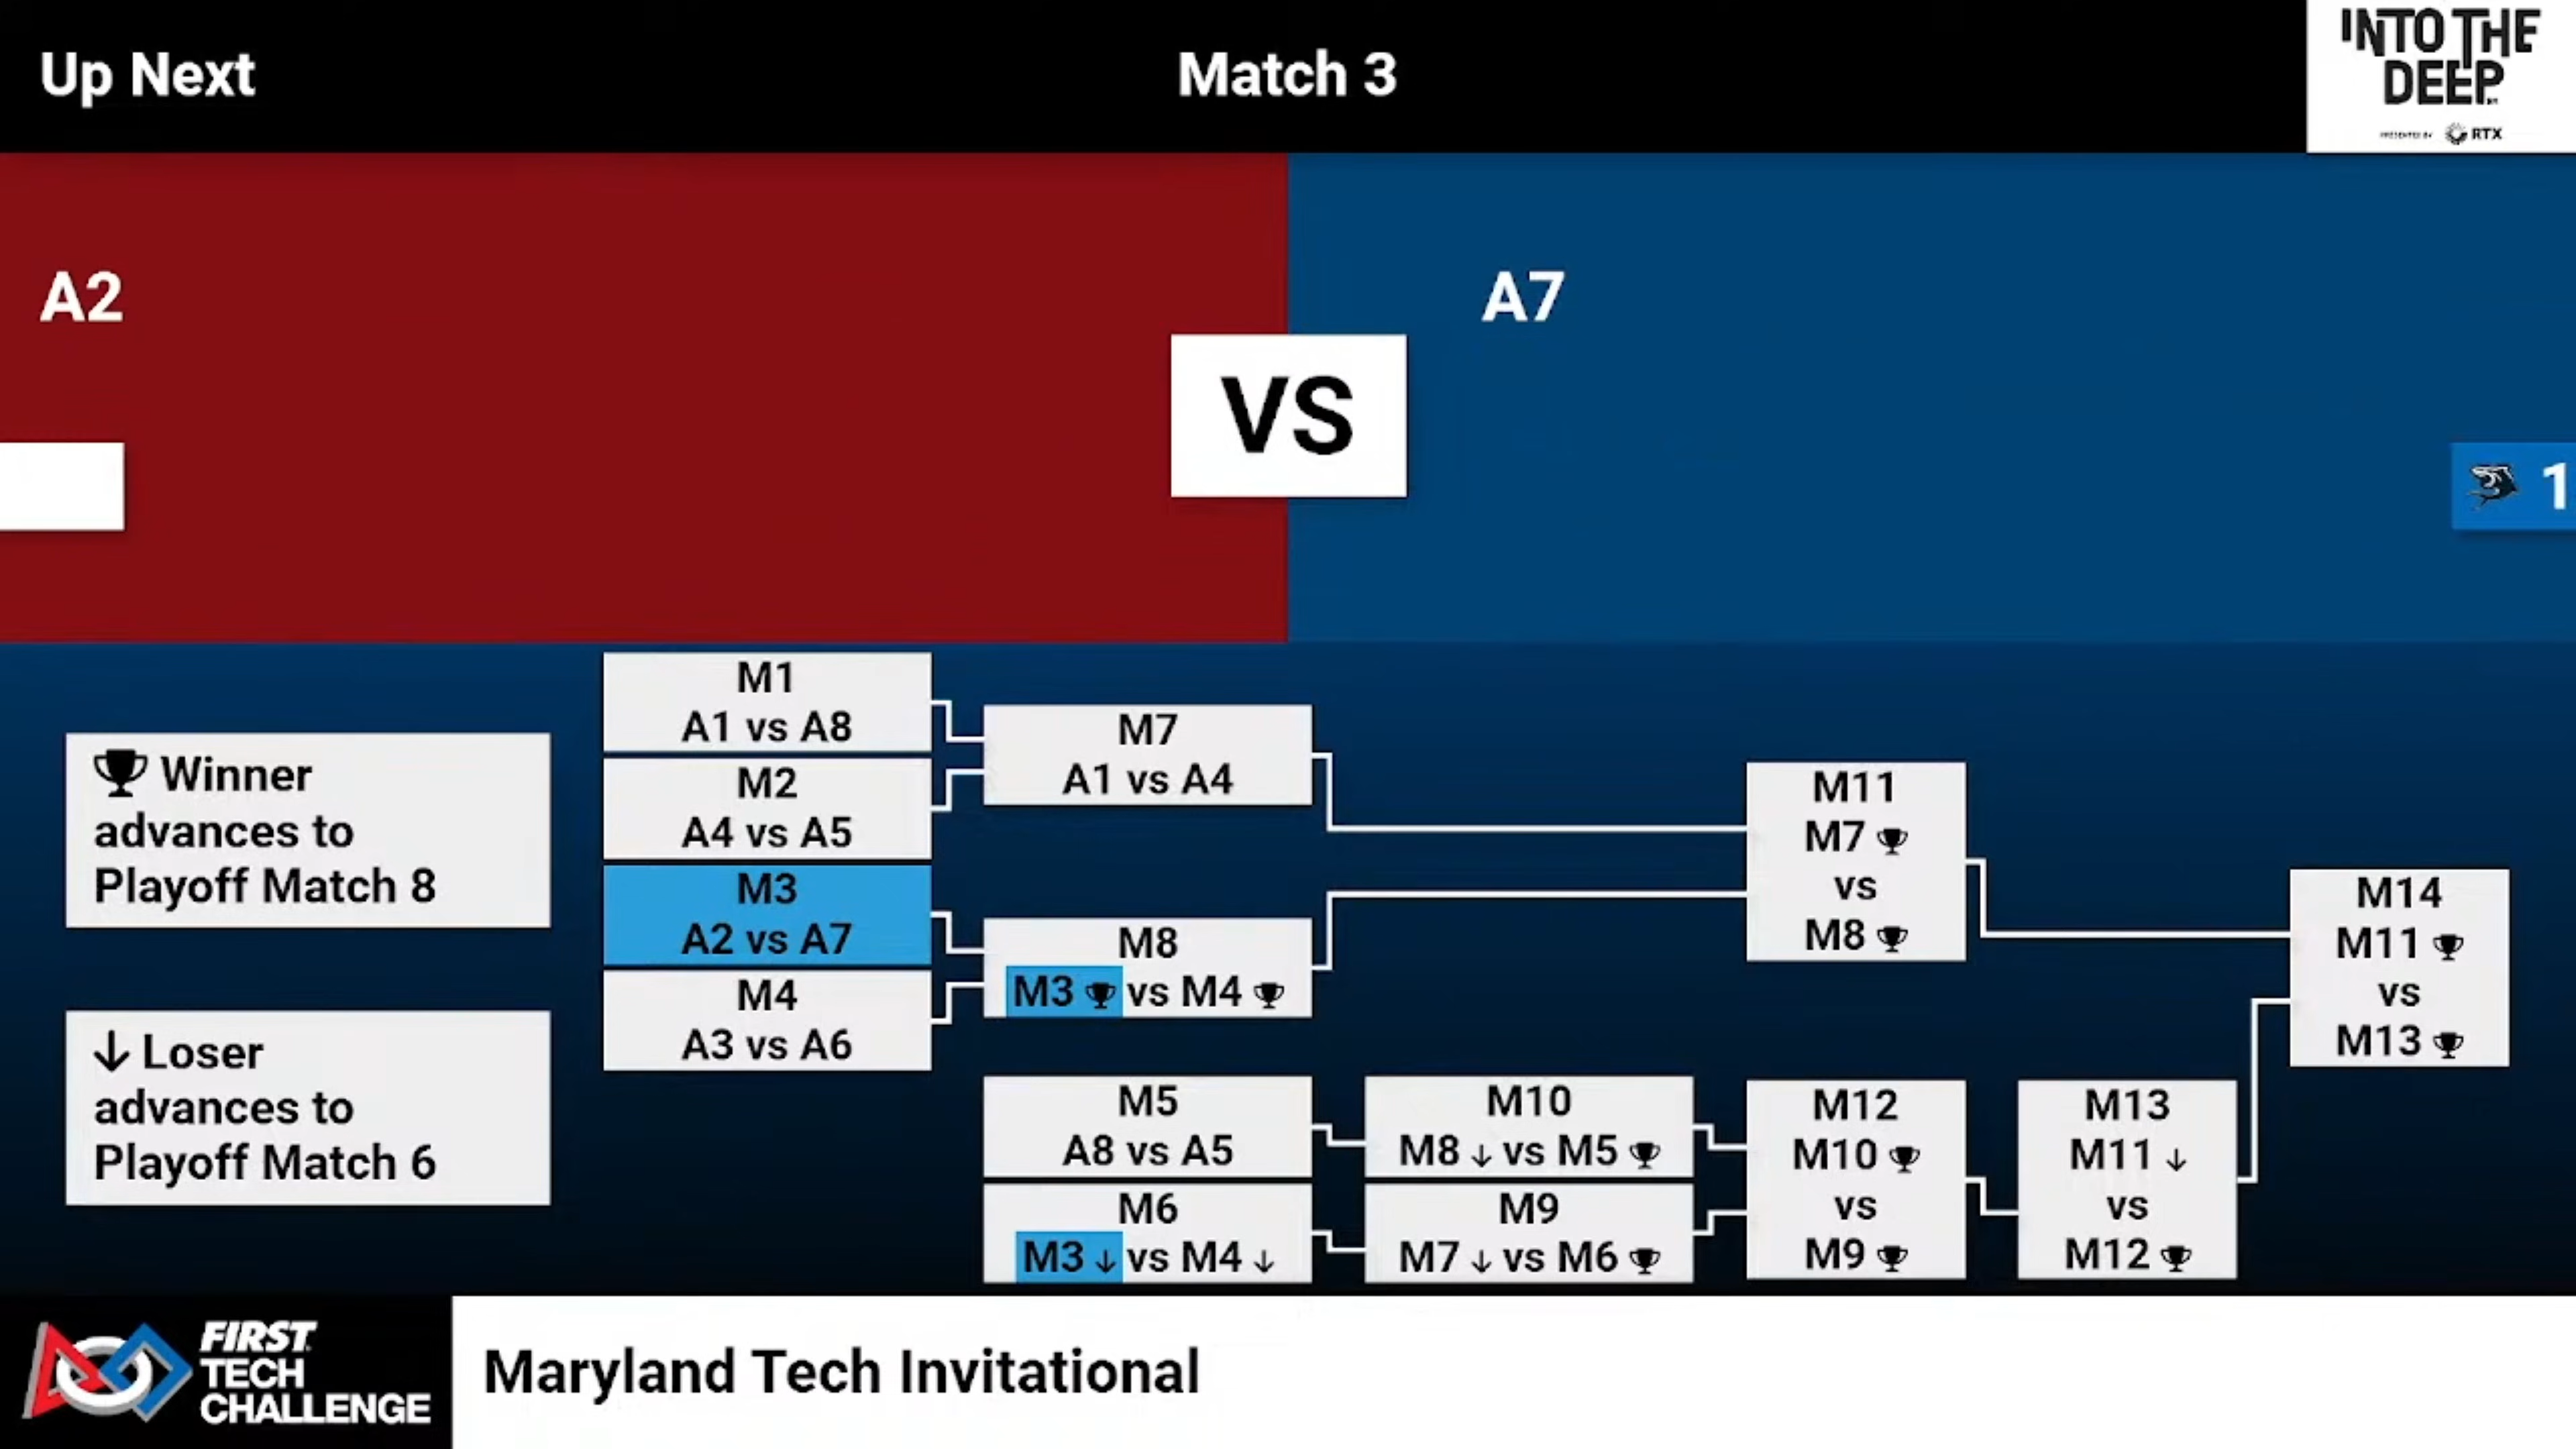 Up Next
Match 3
INTO THE
DEEP
PRESENTED BY RTX
A2
A7
VS
1
Winner
advances to
Playoff Match 8
Loser
advances to
Playoff Match 6
M1
A1 vs A8
M2
A4 vs A5
M3
A2 vs A7
M4
A3 vs A6
M7
A1 vs A4
M8
M3 vs M4
M5
A8 vs A5
M6
M3 ↓ vs M4 ↓
M10
M8 ↓ vs M5
M9
M7 ↓ vs M6
M11
M7
vs
M8
M12
M10
vs
M9
M13
M11 ↓
vs
M12
M14
M11
vs
M13
FIRST
TECH
CHALLENGE
Maryland Tech Invitational